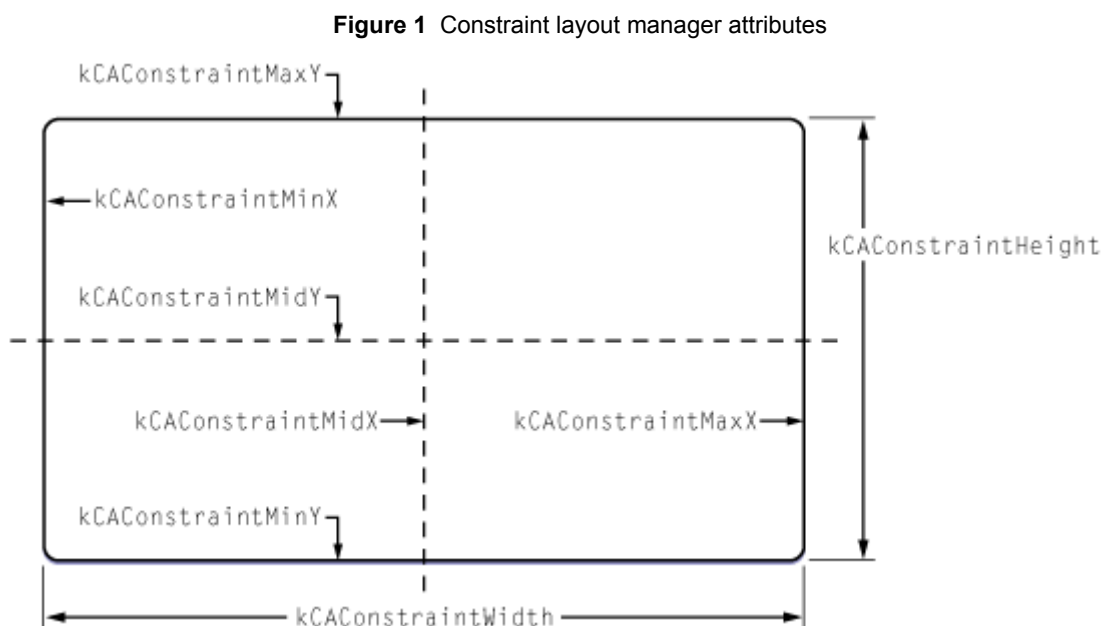 Figure 1 Constraint layout manager attributes
kCAConstraintMaxY
kCAConstraintMinX
kCAConstraintHeight
kCAConstraintMidY
kCAConstraintMidX
kCAConstraintMaxX
kCAConstraintMinY
kCAConstraintWidth